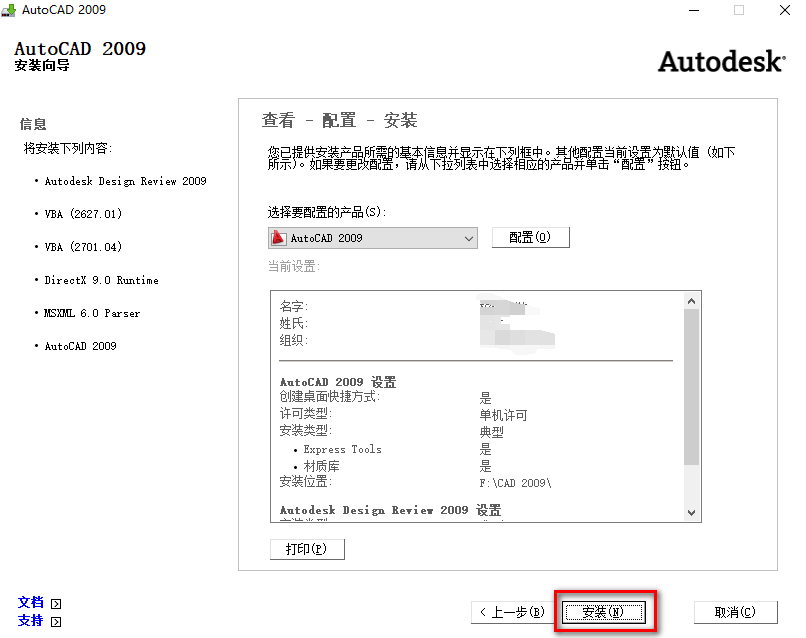 AutoCAD 2009
AutoCAD 2009
安装向导
Autodesk
信息
将安装下列内容:
• Autodesk Design Review 2009
• VBA (2627.01)
• VBA (2701.04)
• DirectX 9.0 Runtime
• MSXML 6.0 Parser
• AutoCAD 2009
查看 - 配置 - 安装
您已提供安装产品所需的基本信息并显示在下列框中。其他配置当前设置为默认值（如下
所示）。如果要更改配置，请从下拉列表中选择相应的产品并单击“配置”按钮。
选择要配置的产品(S):
AutoCAD 2009
配置(O)
当前设置:
名字:
姓氏:
组织:
AutoCAD 2009 设置
创建桌面快捷方式: 是
许可类型: 单机许可
安装类型: 典型
• Express Tools 是
• 材质库 是
安装位置: F:\CAD 2009\
Autodesk Design Review 2009 设置
打印(P)
文档
支持
< 上一步(B)
安装(N)
取消(C)